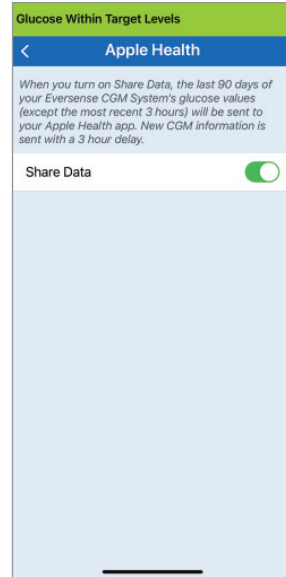 Glucose Within Target Levels
Apple Health
When you turn on Share Data, the last 90 days of
your Eversense CGM System's glucose values
(except the most recent 3 hours) will be sent to
your Apple Health app. New CGM information is
sent with a 3 hour delay.
Share Data